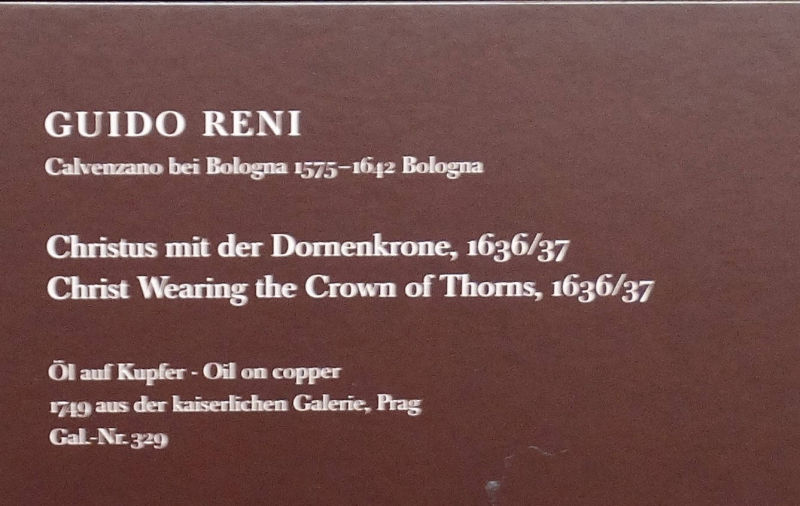 GUIDO RENI
Calvenzano bei Bologna 1575–1642 Bologna
Christus mit der Dornenkrone, 1636/37
Christ Wearing the Crown of Thorns, 1636/37
Öl auf Kupfer - Oil on copper
1749 aus der kaiserlichen Galerie, Prag
Gal.-Nr. 329